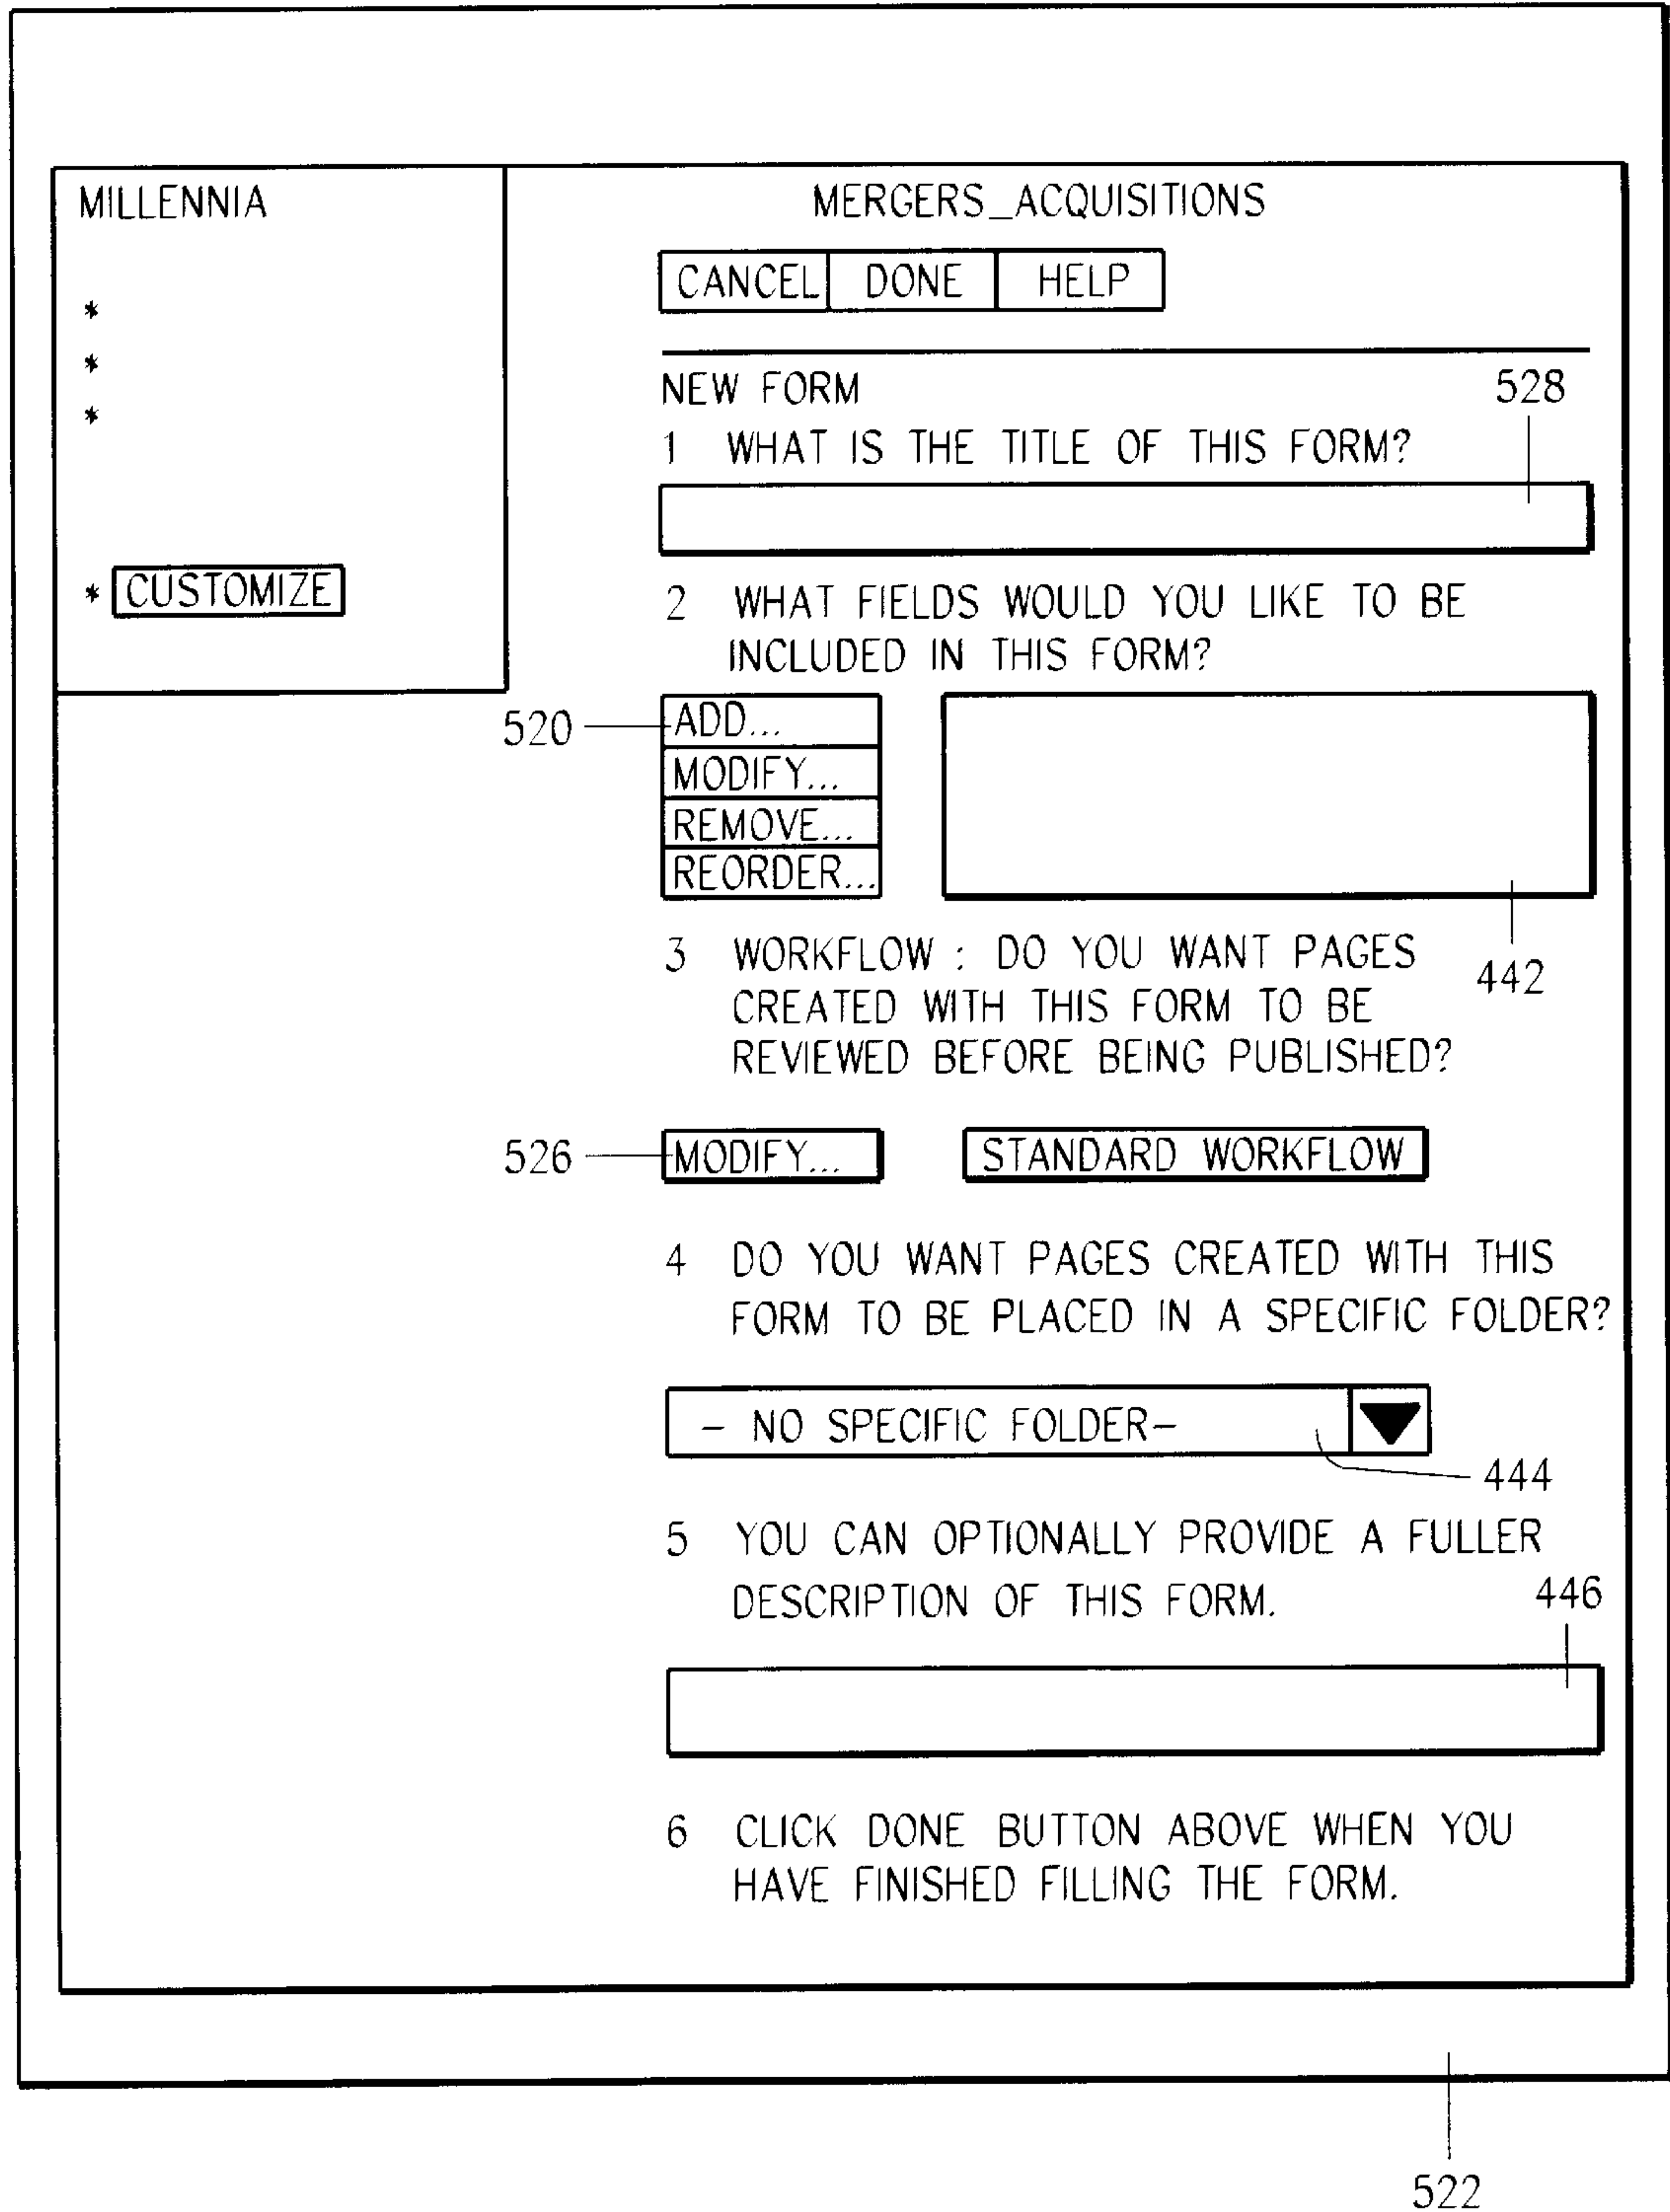 MILLENNIA
*
*
*
* CUSTOMIZE
MERGERS_ACQUISITIONS
CANCEL DONE HELP
NEW FORM
528
1 WHAT IS THE TITLE OF THIS FORM?
2 WHAT FIELDS WOULD YOU LIKE TO BE
INCLUDED IN THIS FORM?
520
ADD...
MODIFY...
REMOVE...
REORDER...
442
3 WORKFLOW : DO YOU WANT PAGES
CREATED WITH THIS FORM TO BE
REVIEWED BEFORE BEING PUBLISHED?
526
MODIFY... STANDARD WORKFLOW
4 DO YOU WANT PAGES CREATED WITH THIS
FORM TO BE PLACED IN A SPECIFIC FOLDER?
- NO SPECIFIC FOLDER-
444
5 YOU CAN OPTIONALLY PROVIDE A FULLER
DESCRIPTION OF THIS FORM.
446
6 CLICK DONE BUTTON ABOVE WHEN YOU
HAVE FINISHED FILLING THE FORM.
522